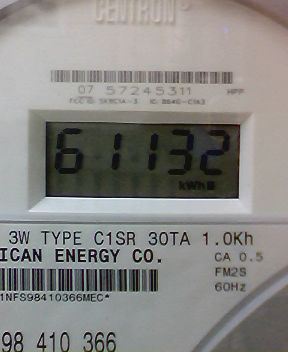 CENTRON
07 57245311 HPP
61132
kWh
3W TYPE C1SR 30TA 1.0Kh
ICAN ENERGY CO. CA 0.5
FM2S
60Hz
1NFS98410366MEC*
98 410 366